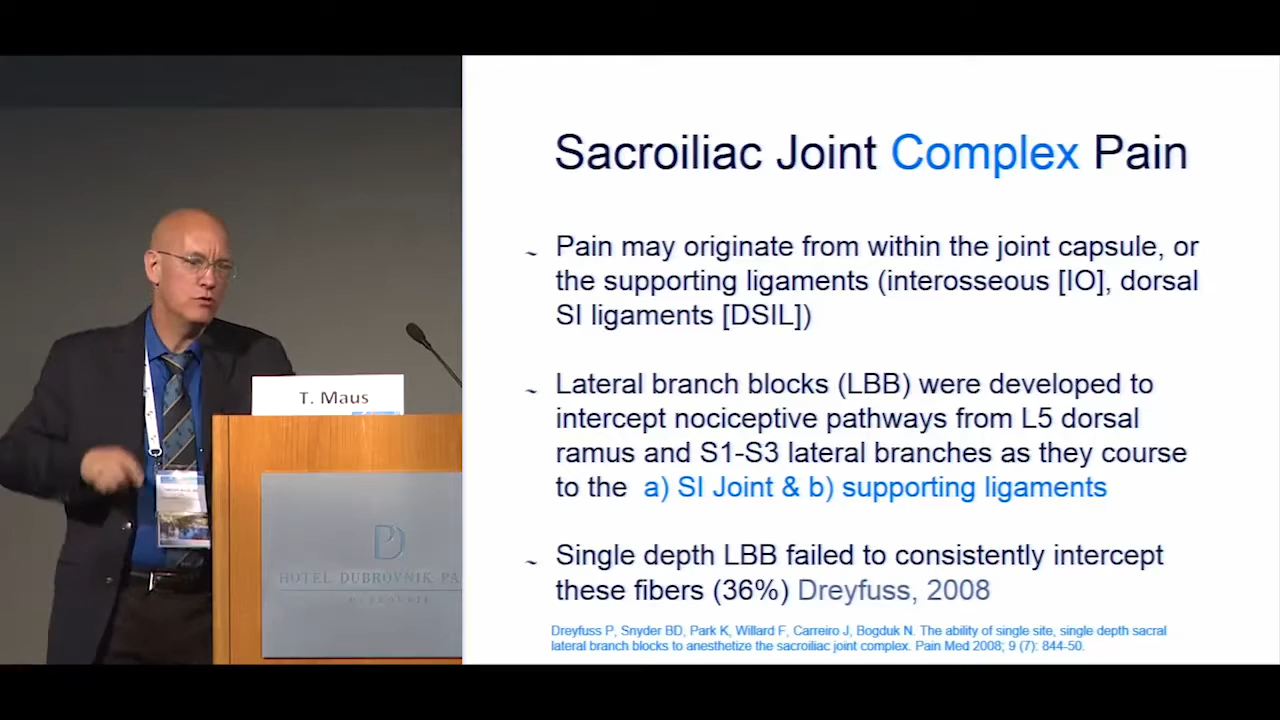 Sacroiliac Joint Complex Pain
Pain may originate from within the joint capsule, or
the supporting ligaments (interosseous [IO], dorsal
SI ligaments [DSIL])
Lateral branch blocks (LBB) were developed to
intercept nociceptive pathways from L5 dorsal
ramus and S1-S3 lateral branches as they course
to the a) SI Joint & b) supporting ligaments
Single depth LBB failed to consistently intercept
these fibers (36%) Dreyfuss, 2008
Dreyfuss P, Snyder BD, Park K, Willard F, Carreiro J, Bogduk N. The ability of single site, single depth sacral
lateral branch blocks to anesthetize the sacroiliac joint complex. Pain Med 2008; 9 (7): 844-50.
T. Maus
HOTEL DUBROVNIK PA